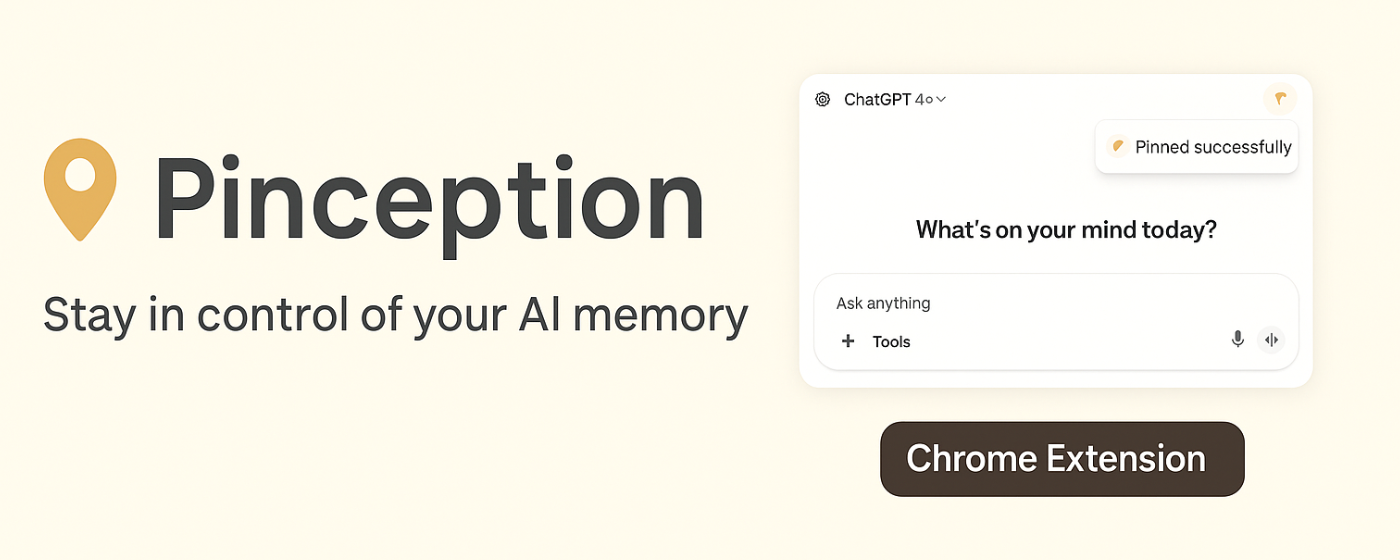 Pinception
Stay in control of your AI memory
ChatGPT 4o
Pinned successfully
What's on your mind today?
Ask anything
+ Tools
Chrome Extension